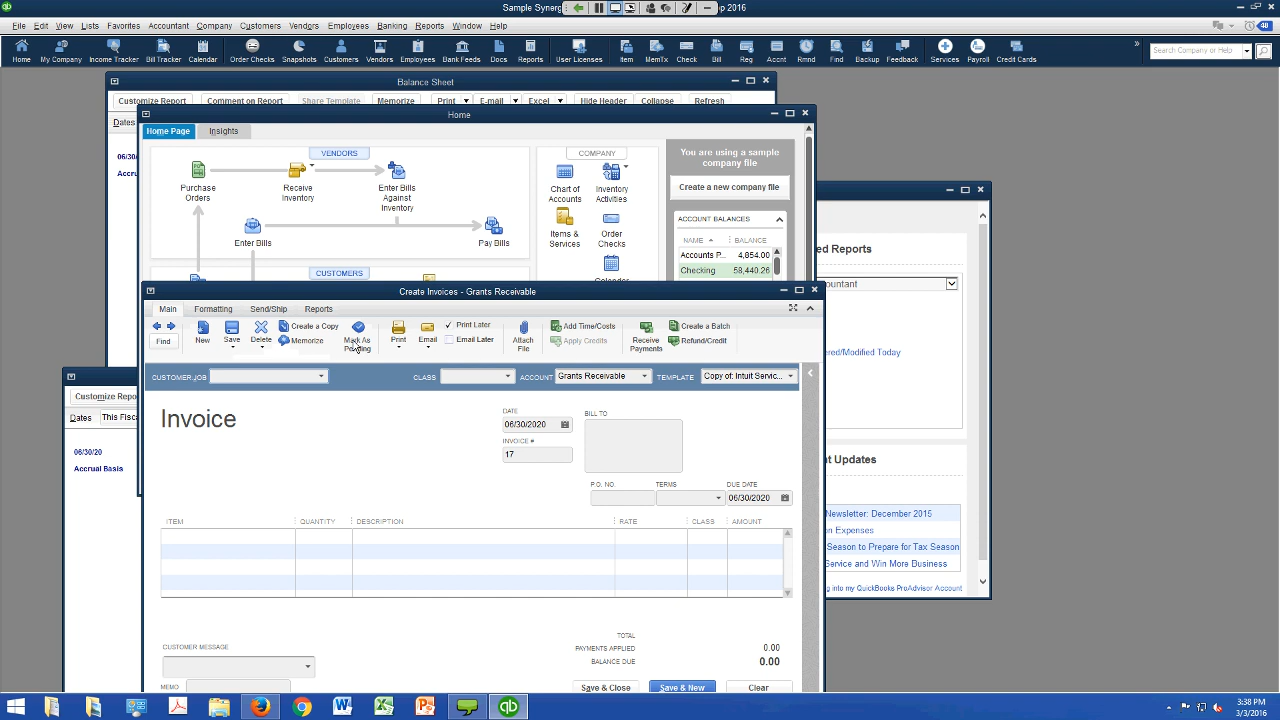 Sample Synerg
p 2016
File Edit View Lists Favorites Accountant Company Customers Vendors Employees Banking Reports Window Help
48
Home My Company Income Tracker Bill Tracker Calendar Order Checks Snapshots Customers Vendors Employees Bank Feeds Docs Reports User Licenses Item MemTx Check Bill Reg Accnt Rmnd Find Backup Feedback Services Payroll Credit Cards
Search Company or Help
Balance Sheet
Customize Report Comment on Report Share Template Memorize Print E-mail Excel Hide Header Collapse Refresh
Dates
06/30/
Accru
Home
Home Page Insights
VENDORS
Purchase Orders
Receive Inventory
Enter Bills Against Inventory
Enter Bills
Pay Bills
CUSTOMERS
COMPANY
Chart of Accounts
Inventory Activities
Items & Services
Order Checks
Calendar
You are using a sample company file
Create a new company file
ACCOUNT BALANCES
NAME BALANCE
Accounts P... 4,854.00
Checking 58,440.26
ed Reports
ountant
ered/Modified Today
nt Updates
Newsletter: December 2015
on Expenses
Season to Prepare for Tax Season
Service and Win More Business
ng into my QuickBooks ProAdvisor Account
Customize Repo
Dates This Fisca
06/30/20
Accrual Basis
Create Invoices - Grants Receivable
Main Formatting Send/Ship Reports
Find
New
Save
Delete
Create a Copy
Memorize
Mark As Pending
Print
Email
Print Later
Email Later
Attach File
Add Time/Costs
Apply Credits
Receive Payments
Create a Batch
Refund/Credit
CUSTOMER:JOB CLASS ACCOUNT Grants Receivable TEMPLATE Copy of: Intuit Servic...
Invoice
DATE
06/30/2020
INVOICE #
17
BILL TO
P.O. NO. TERMS DUE DATE
06/30/2020
ITEM QUANTITY DESCRIPTION RATE CLASS AMOUNT
TOTAL
PAYMENTS APPLIED 0.00
BALANCE DUE 0.00
CUSTOMER MESSAGE
MEMO
Save & Close Save & New Clear
3:38 PM
3/3/2016